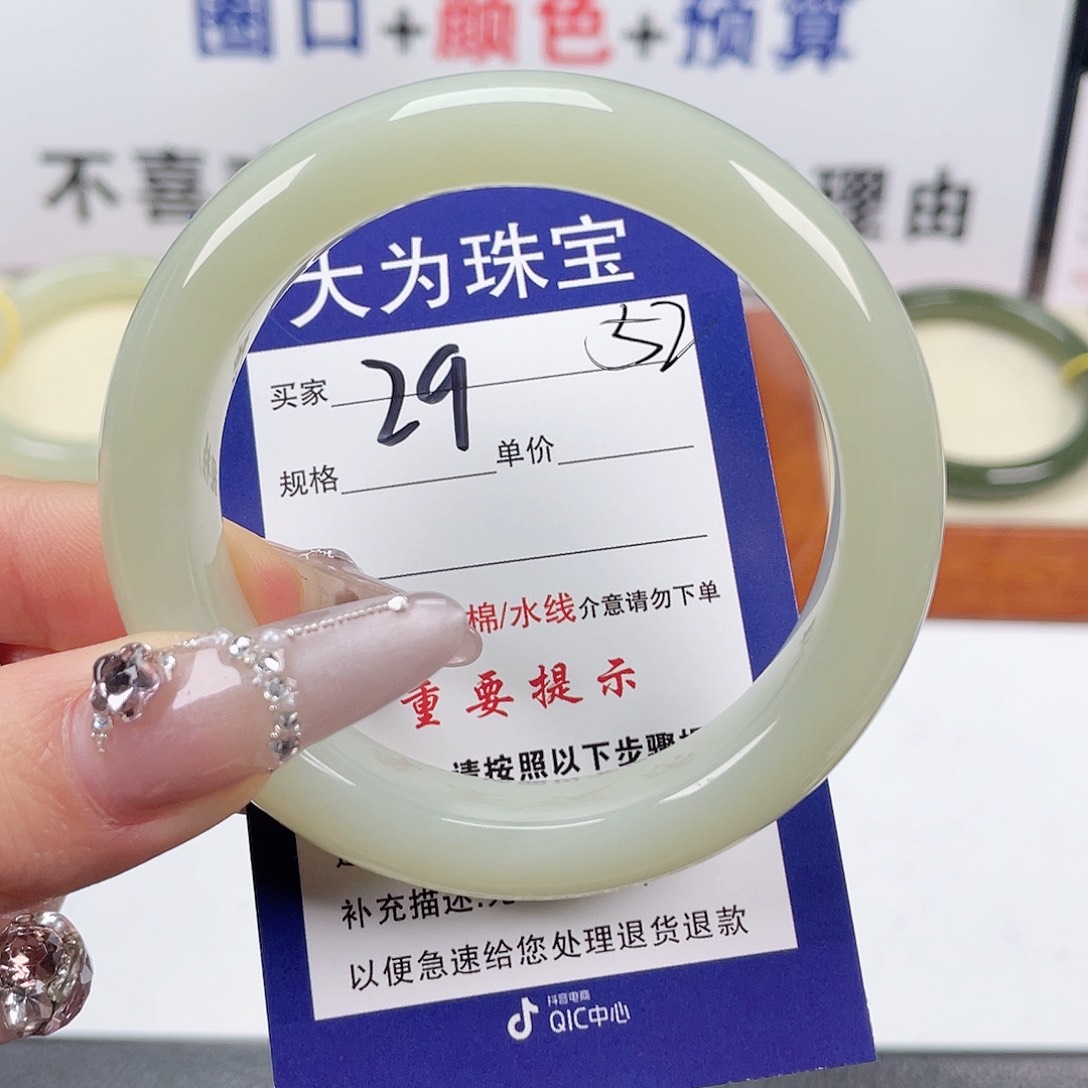 圈口+颜色+预算
不喜
理由
大为珠宝
52
买家 29
规格 单价
棉/水线介意请勿下单
重要提示
请按照以下步骤
补充描述:
以便急速给您处理退货退款
抖音电商
QIC中心